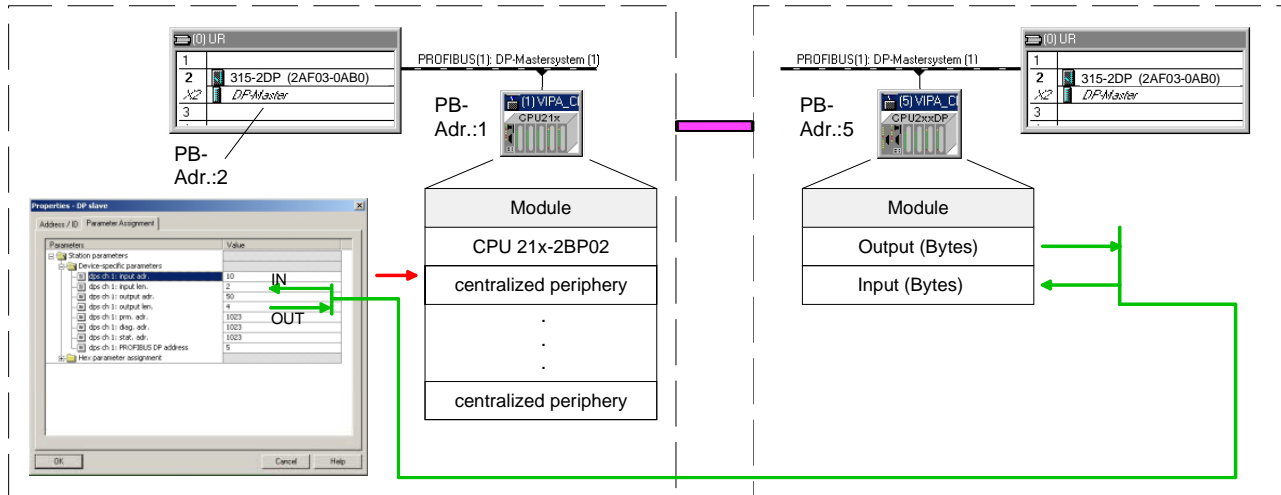 (0) UR
1
2 315-2DP (2AF03-0AB0)
X2 DP-Master
3
PB-
Adr.:2
PROFIBUS(1): DP-Mastersystem (1)
PB-
Adr.:1
(1) VIPA_CI
CPU21x
Module
CPU 21x-2BP02
centralized periphery
.
.
.
centralized periphery
Properties - DP slave
Address / ID Parameter Assignment
Parameters Value
Station parameters
Device-specific parameters
dps ch 1: input adr. 10
dps ch 1: input len. 2
dps ch 1: output adr. 50
dps ch 1: output len. 4
dps ch 1: prm. adr. 1023
dps ch 1: diag. adr. 1023
dps ch 1: stat. adr. 1023
dps ch 1: PROFIBUS DP address 5
Hex parameter assignment
IN
OUT
OK Cancel Help
PROFIBUS(1): DP-Mastersystem (1)
PB-
Adr.:5
(5) VIPA_CI
CPU2xxDP
Module
Output (Bytes)
Input (Bytes)
(0) UR
1
2 315-2DP (2AF03-0AB0)
X2 DP-Master
3